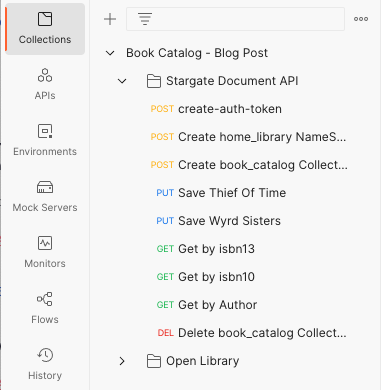 Collections
APIs
Environments
Mock Servers
Monitors
Flows
History
Book Catalog - Blog Post
Stargate Document API
POST create-auth-token
POST Create home_library NameS...
POST Create book_catalog Collect...
PUT Save Thief Of Time
PUT Save Wyrd Sisters
GET Get by isbn13
GET Get by isbn10
GET Get by Author
DEL Delete book_catalog Collect...
Open Library